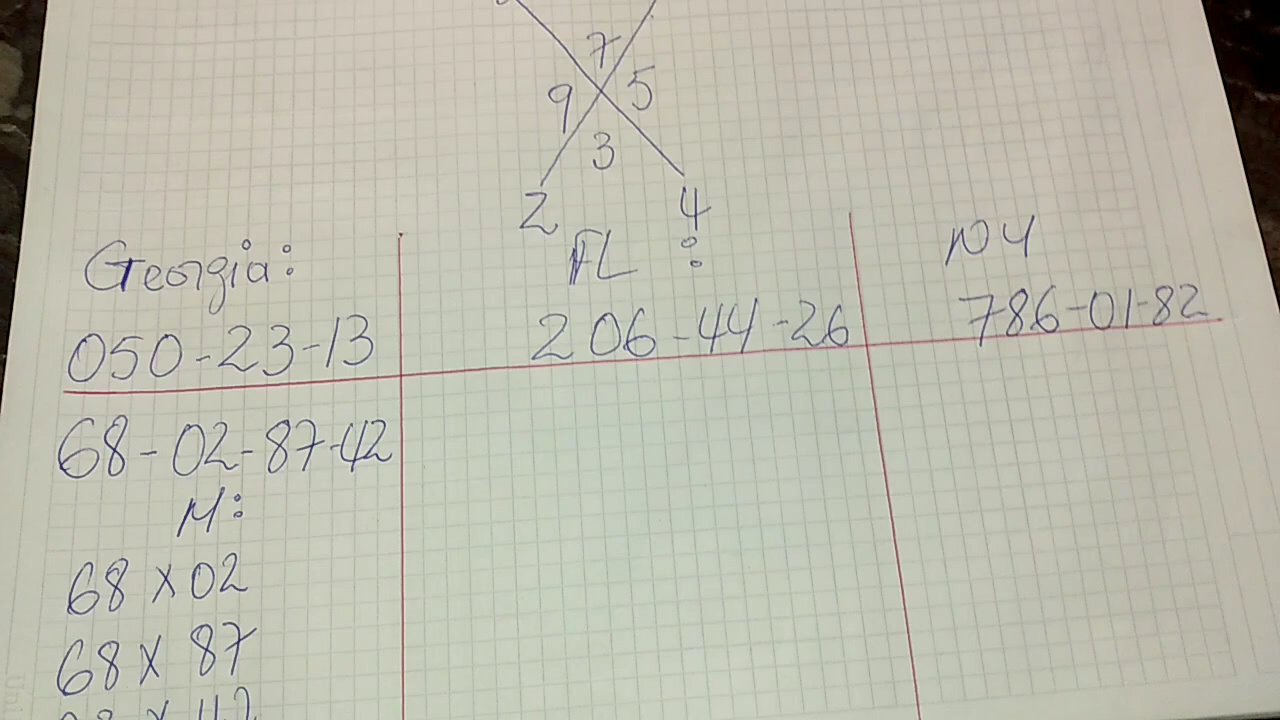 7
9 5
3
2 4
Georgia: FL : NY
050-23-13 206-44-26 786-01-82
68-02-87-42
M:
68 x 02
68 x 87